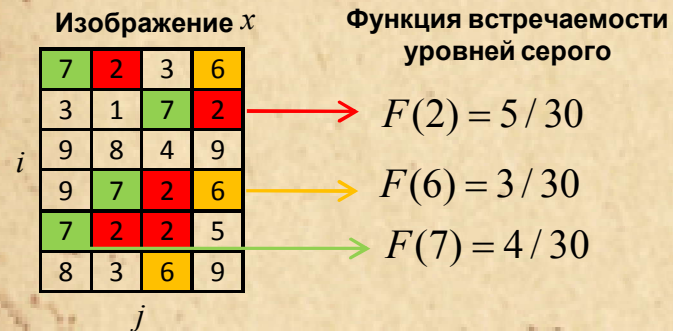 Изображение x
Функция встречаемости
уровней серого
7 2 3 6
3 1 7 2
9 8 4 9
9 7 2 6
7 2 2 5
8 3 6 9
i
j
F(2) = 5 / 30
F(6) = 3 / 30
F(7) = 4 / 30